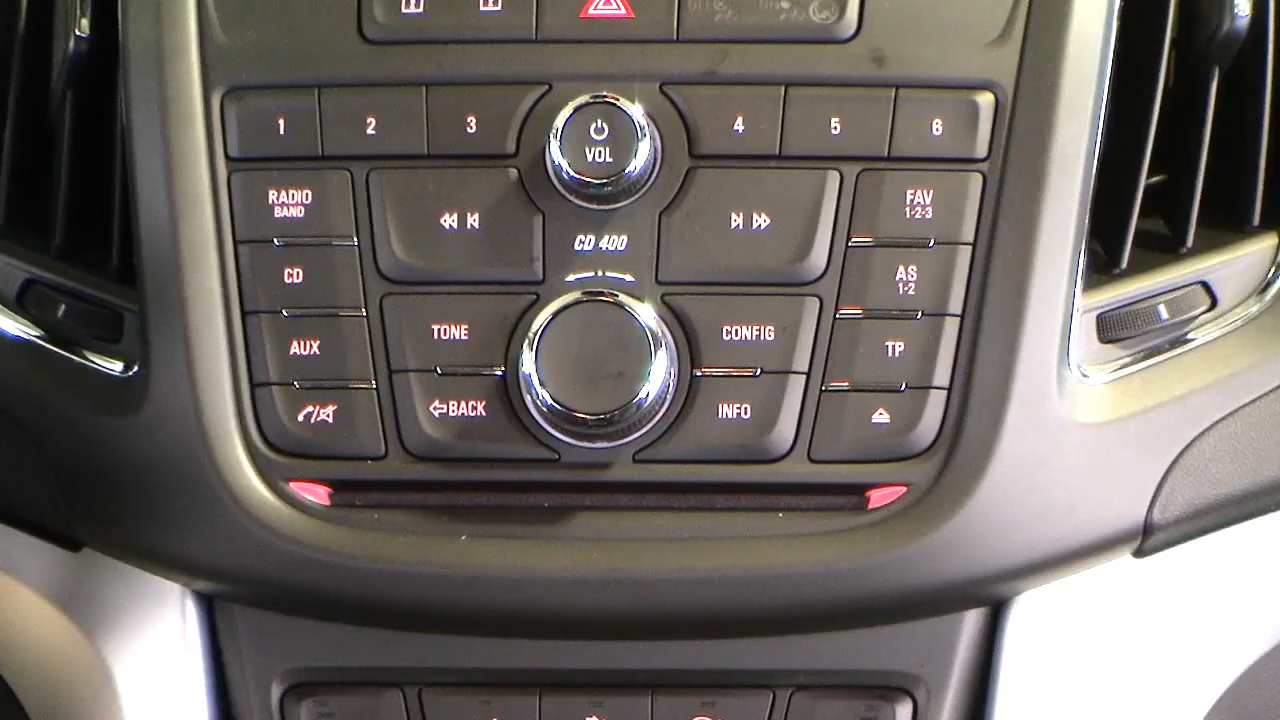 1
2
3
VOL
4
5
6
RADIO
BAND
FAV
1-2-3
CD 400
CD
AS
1-2
TONE
CONFIG
AUX
TP
BACK
INFO